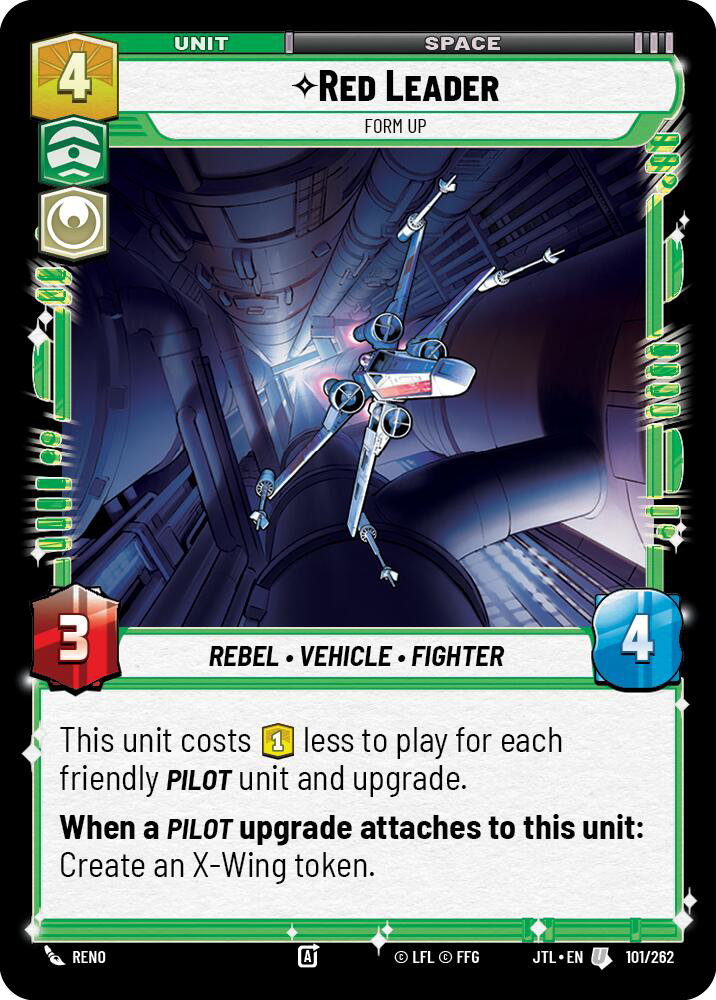 UNIT SPACE
4
✧RED LEADER
FORM UP
3
REBEL • VEHICLE • FIGHTER
4
This unit costs 1 less to play for each
friendly PILOT unit and upgrade.
When a PILOT upgrade attaches to this unit:
Create an X-Wing token.
RENO A © LFL © FFG JTL • EN U 101/262